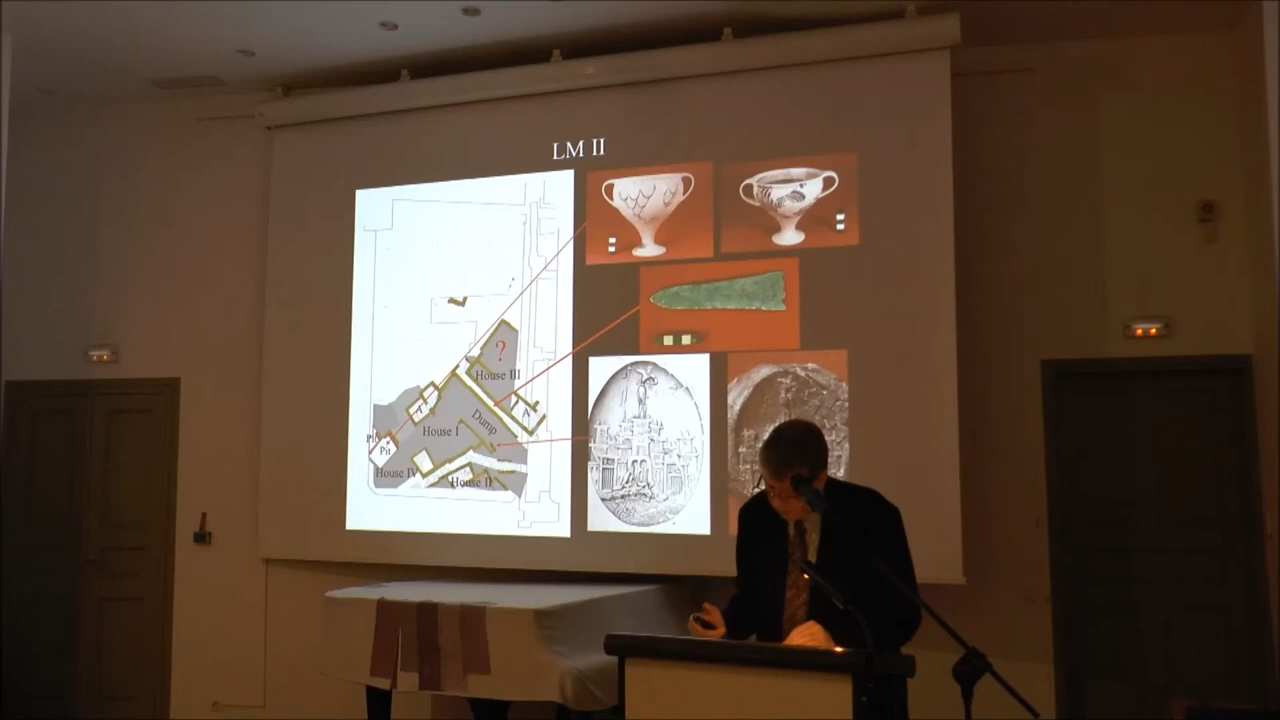 LM II
?
House III
A
Dump
House I
Pit
House IV
House II